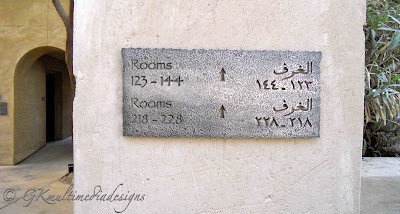 Rooms ↑ الغرف
123 - 144 ١٢٣ - ١٤٤
Rooms ↑ الغرف
218 - 228 ٢١٨ - ٢٢٨
© GKmultimediadesigns